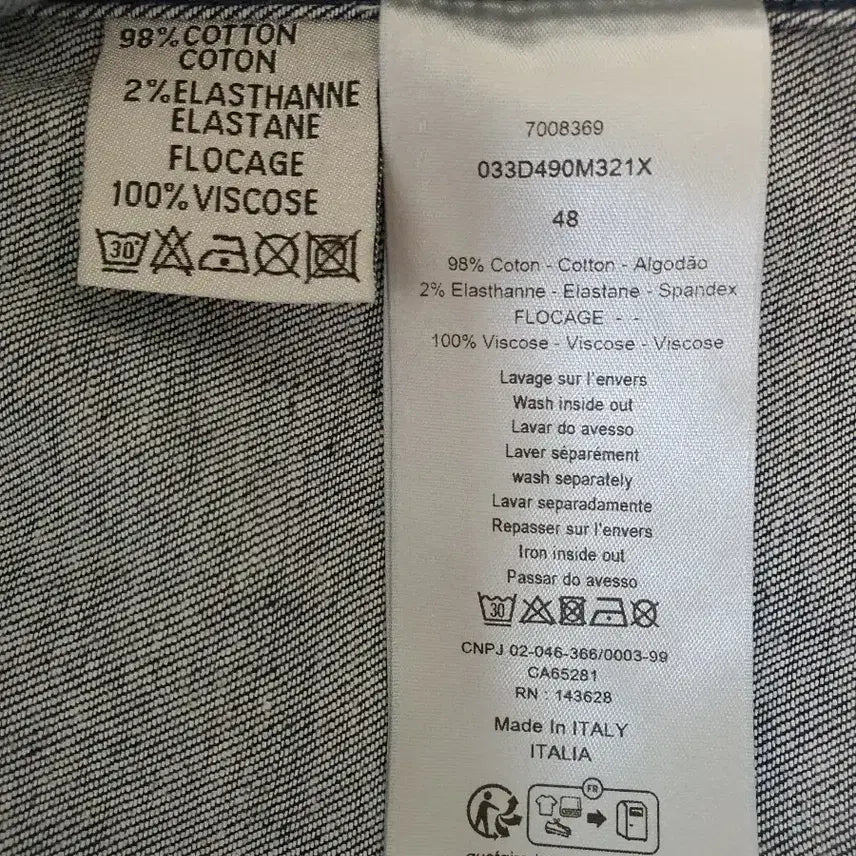 98% COTTON
COTON
2% ELASTHANNE
ELASTANE
FLOCAGE
100% VISCOSE
30°
7008369
033D490M321X
48
98% Coton - Cotton - Algodão
2% Elasthanne - Elastane - Spandex
FLOCAGE - -
100% Viscose - Viscose - Viscose
Lavage sur l'envers
Wash inside out
Lavar do avesso
Laver séparément
wash separately
Lavar separadamente
Repasser sur l'envers
Iron inside out
Passar do avesso
30°
CNPJ 02-046-366/0003-99
CA65281
RN : 143628
Made In ITALY
ITALIA
FR